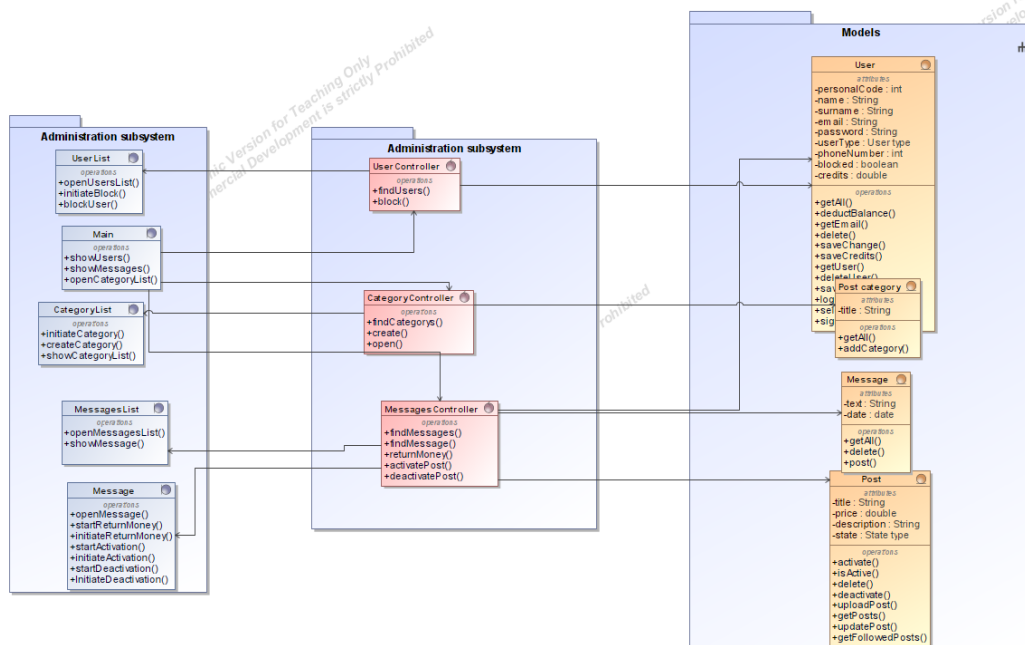 Version for Teaching Only
Development is strictly Prohibited
Administration subsystem
UserList
operations
+openUsersList()
+initiateBlock()
+blockUser()
Main
operations
+showUsers()
+showMessages()
+openCategoryList()
CategoryList
operations
+initiateCategory()
+createCategory()
+showCategoryList()
MessagesList
operations
+openMessagesList()
+showMessage()
Message
operations
+openMessage()
+startReturnMoney()
+initiateReturnMoney()
+startActivation()
+initiateActivation()
+startDeactivation()
+InitiateDeactivation()
Administration subsystem
UserController
operations
+findUsers()
+block()
CategoryController
operations
+findCategorys()
+create()
+open()
MessagesController
operations
+findMessages()
+findMessage()
+returnMoney()
+activatePost()
+deactivatePost()
Models
User
attributes
-personalCode : int
-name : String
-surname : String
-email : String
-password : String
-userType : User type
-phoneNumber : int
-blocked : boolean
-credits : double
operations
+getAll()
+deductBalance()
+getEmail()
+delete()
+saveChange()
+saveCredits()
+getUser()
+deleteUser()
+sav
+log
+sel
+sig
Post category
attributes
-title : String
operations
+getAll()
+addCategory()
Message
attributes
-text : String
-date : date
operations
+getAll()
+delete()
+post()
Post
attributes
-title : String
-price : double
-description : String
-state : State type
operations
+activate()
+isActive()
+delete()
+deactivate()
+uploadPost()
+getPosts()
+updatePost()
+getFollowedPosts()